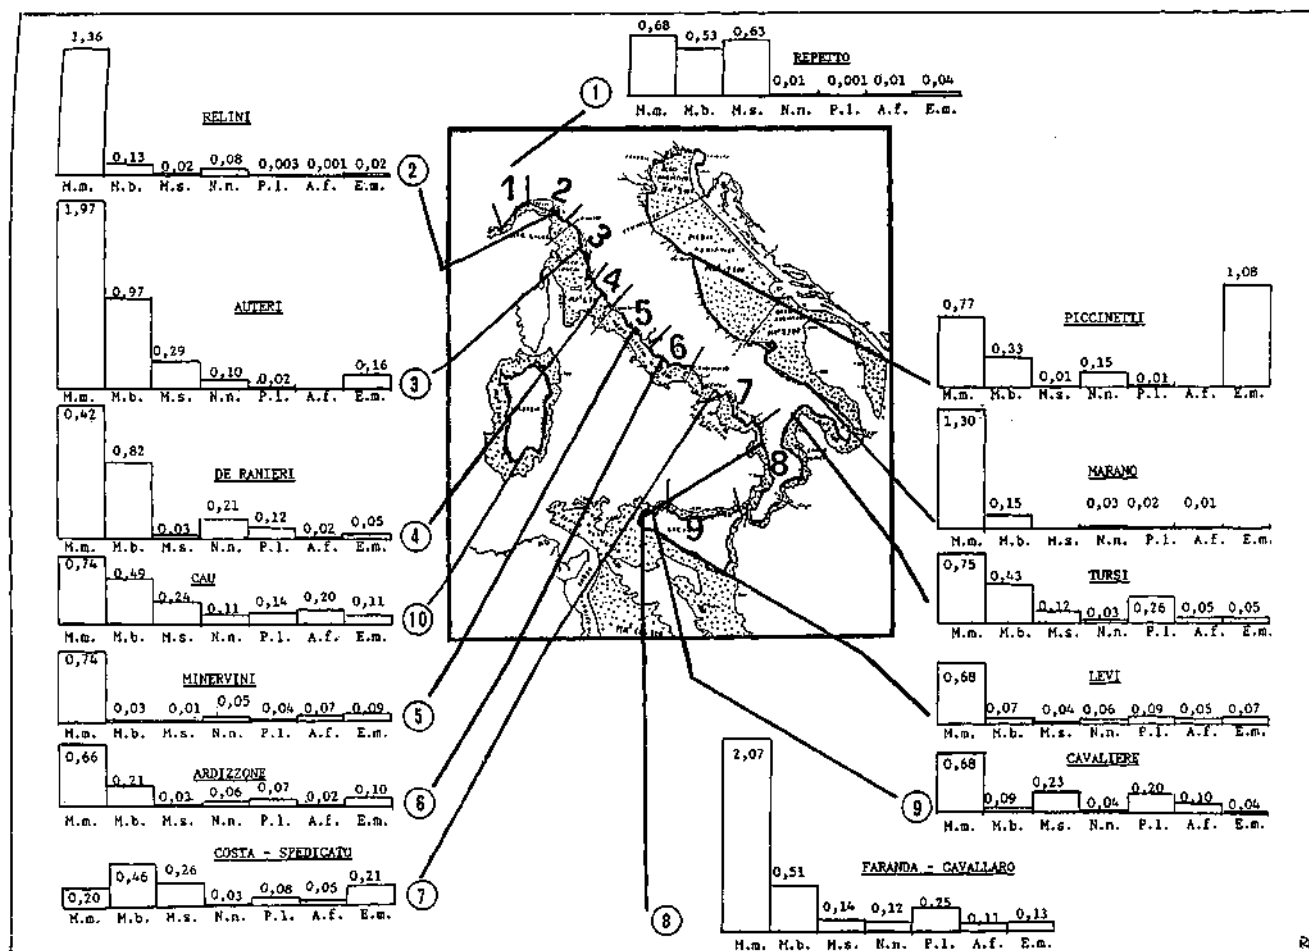 0,68 0,53 0,63 0,01 0,001 0,01 0,04
REPETTO
M.m. M.b. M.s. N.n. P.l. A.f. E.m.
1
1,36 0,13 0,02 0,08 0,003 0,001 0,02
RELINI
M.m. M.b. M.s. N.n. P.l. A.f. E.m.
2
1,97 0,97 0,29 0,10 0,02 0,16
AUTERI
M.m. M.b. M.s. N.n. P.l. A.f. E.m.
3
0,42 0,82 0,03 0,21 0,12 0,02 0,05
DE RANIERI
M.m. M.b. M.s. N.n. P.l. A.f. E.m.
4
0,74 0,49 0,24 0,11 0,14 0,20 0,11
CAU
M.m. M.b. M.s. N.n. P.l. A.f. E.m.
10
0,74 0,03 0,01 0,05 0,04 0,07 0,09
MINERVINI
M.m. M.b. M.s. N.n. P.l. A.f. E.m.
5
0,66 0,21 0,03 0,06 0,07 0,02 0,10
ARDIZZONE
M.m. M.b. M.s. N.n. P.l. A.f. E.m.
6
COSTA - SPEDICATO
0,20 0,46 0,26 0,03 0,08 0,05 0,21
M.m. M.b. M.s. N.n. P.l. A.f. E.m.
7
1 2 3 4 5 6 7 8 9
0,77 0,33 0,01 0,15 0,01 1,08
PICCINETTI
M.m. M.b. M.s. N.n. P.l. A.f. E.m.
1,30 0,15 0,03 0,02 0,01
MARANO
M.m. M.b. M.s. N.n. P.l. A.f. E.m.
0,75 0,43 0,12 0,03 0,26 0,05 0,05
TURSI
M.m. M.b. M.s. N.n. P.l. A.f. E.m.
LEVI
0,68 0,07 0,04 0,06 0,09 0,05 0,07
M.m. M.b. M.s. N.n. P.l. A.f. E.m.
CAVALIERE
0,68 0,09 0,23 0,04 0,20 0,10 0,04
M.m. M.b. M.s. N.n. P.l. A.f. E.m.
9
FARANDA - CAVALLARO
2,07 0,51 0,14 0,12 0,25 0,11 0,13
M.m. M.b. M.s. N.n. P.l. A.f. E.m.
8